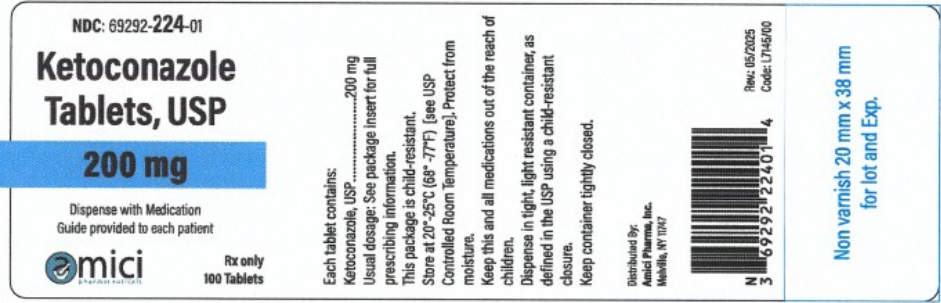 NDC: 69292-224-01
Ketoconazole
Tablets, USP
200 mg
Dispense with Medication
Guide provided to each patient
amici
Rx only
100 Tablets
Each tablet contains:
Ketoconazole, USP ........................200 mg
Usual dosage: See package insert for full
prescribing information.
This package is child-resistant.
Store at 20°-25°C (68° -77°F) [see USP
Controlled Room Temperature]. Protect from
moisture.
Keep this and all medications out of the reach of
children.
Dispense in tight, light resistant container, as
defined in the USP using a child-resistant
closure.
Keep container tightly closed.
Distributed By:
Amici Pharma, Inc.
Melville, NY 11747
N
3 69292 22401 4
Rev: 05/2025
Code: L7145/00
Non varnish 20 mm x 38 mm
for lot and Exp.